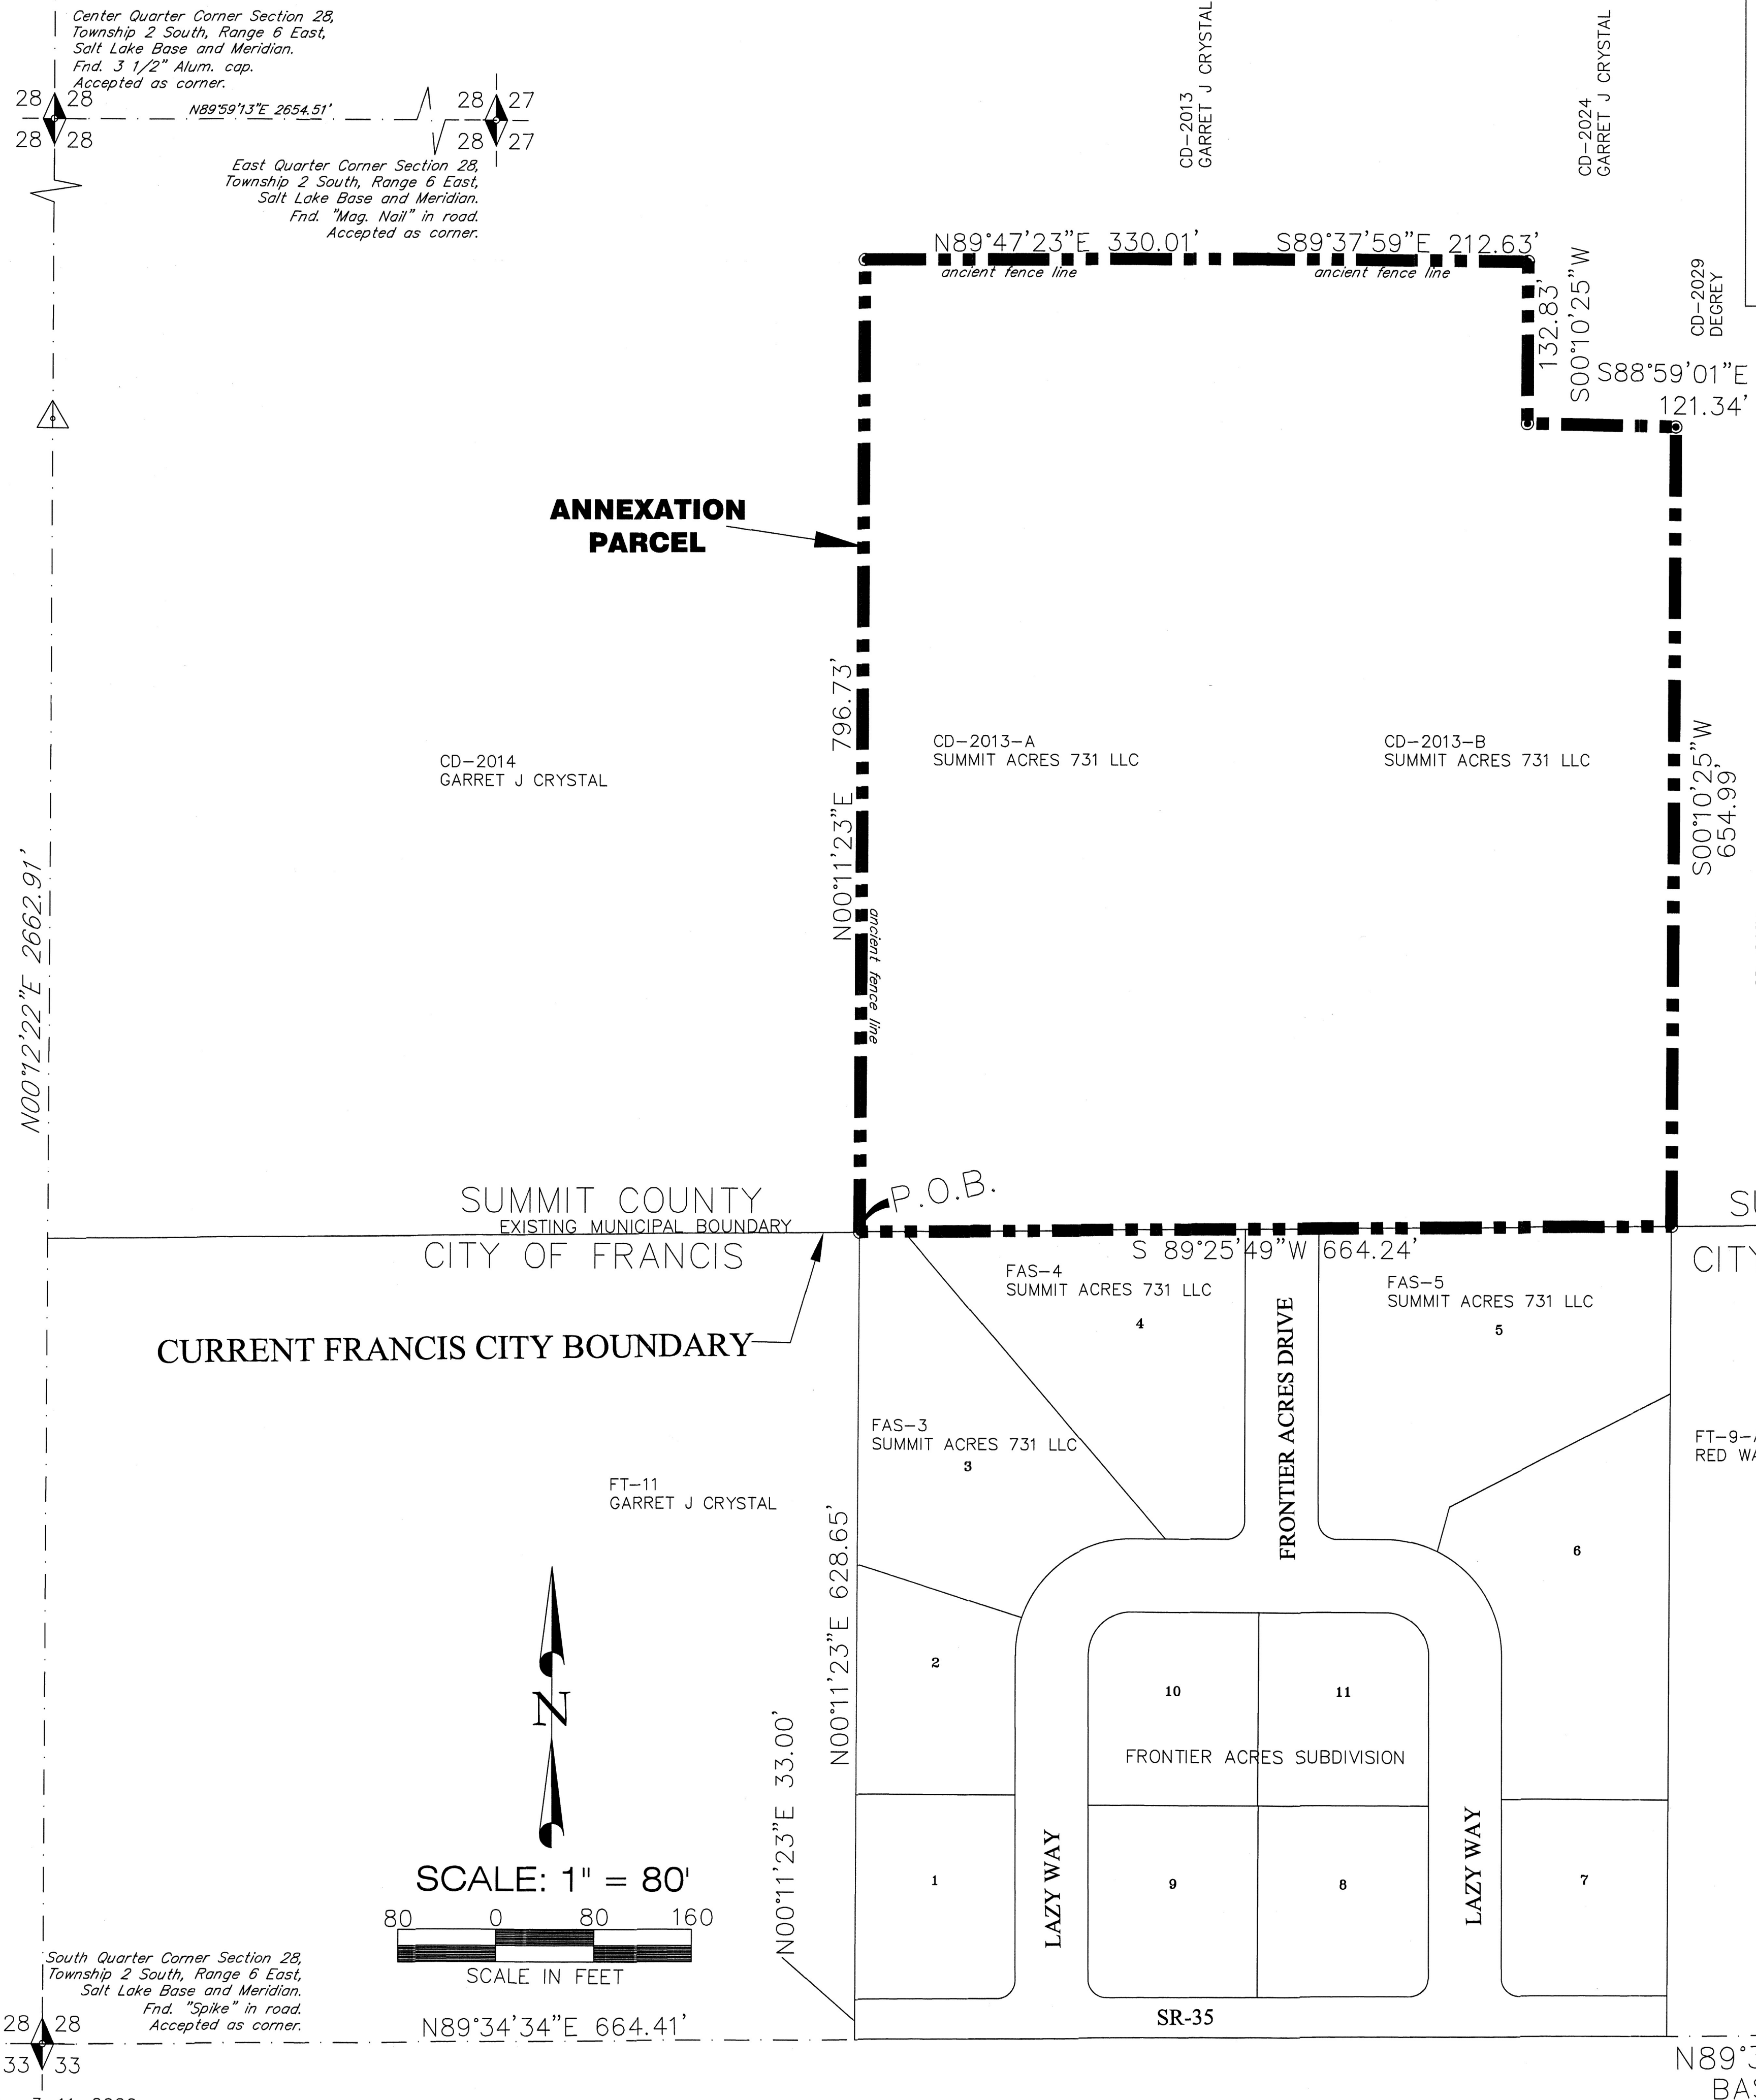 Center Quarter Corner Section 28,
Township 2 South, Range 6 East,
Salt Lake Base and Meridian.
Fnd. 3 1/2" Alum. cap.
Accepted as corner.
28 28
28 28
N89°59'13"E 2654.51'
28 27
28 27
East Quarter Corner Section 28,
Township 2 South, Range 6 East,
Salt Lake Base and Meridian.
Fnd. "Mag. Nail" in road.
Accepted as corner.
CD-2013
GARRET J CRYSTAL
CD-2024
GARRET J CRYSTAL
N89°47'23"E 330.01'
ancient fence line
S89°37'59"E 212.63'
ancient fence line
132.83'
S00°10'25"W
CD-2029
DEGREY
S88°59'01"E
121.34'
ANNEXATION
PARCEL
N00°11'23"E 796.73'
ancient fence line
CD-2014
GARRET J CRYSTAL
CD-2013-A
SUMMIT ACRES 731 LLC
CD-2013-B
SUMMIT ACRES 731 LLC
S00°10'25"W
654.99'
N00°12'22"E 2662.91'
P.O.B.
SUMMIT COUNTY
EXISTING MUNICIPAL BOUNDARY
CITY OF FRANCIS
SU
CITY
S 89°25'49"W 664.24'
CURRENT FRANCIS CITY BOUNDARY
FAS-4
SUMMIT ACRES 731 LLC
4
FAS-5
SUMMIT ACRES 731 LLC
5
FRONTIER ACRES DRIVE
FAS-3
SUMMIT ACRES 731 LLC
3
FT-9-A
RED WA
FT-11
GARRET J CRYSTAL
N00°11'23"E 628.65'
6
2
10
11
FRONTIER ACRES SUBDIVISION
N
N00°11'23"E 33.00'
SCALE: 1" = 80'
80 0 80 160
SCALE IN FEET
1
LAZY WAY
9
8
LAZY WAY
7
South Quarter Corner Section 28,
Township 2 South, Range 6 East,
Salt Lake Base and Meridian.
Fnd. "Spike" in road.
Accepted as corner.
28 28
33 33
N89°34'34"E 664.41'
SR-35
N89°3
BAS